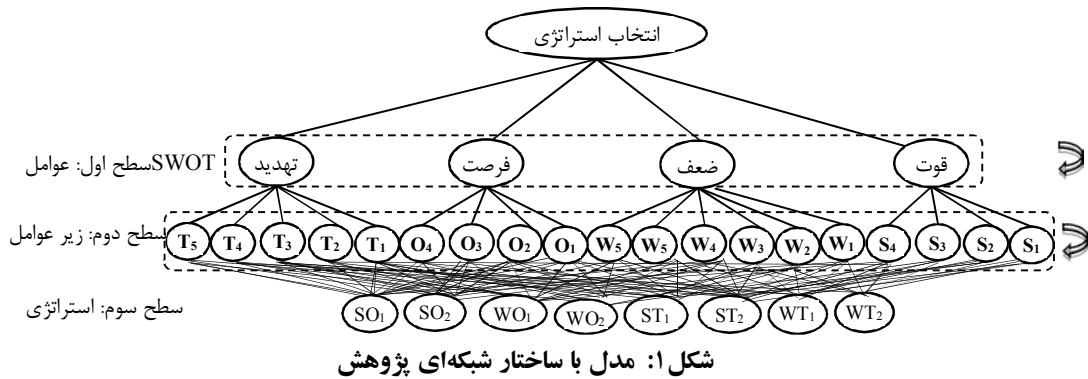 انتخاب استراتژی
سطح اول: عوامل SWOT
قوت ضعف فرصت تهدید
سطح دوم: زیر عوامل
T5 T4 T3 T2 T1 O4 O3 O2 O1 W5 W5 W4 W3 W2 W1 S4 S3 S2 S1
سطح سوم: استراتژی
SO1 SO2 WO1 WO2 ST1 ST2 WT1 WT2
شکل۱: مدل با ساختار شبکه‌ای پژوهش